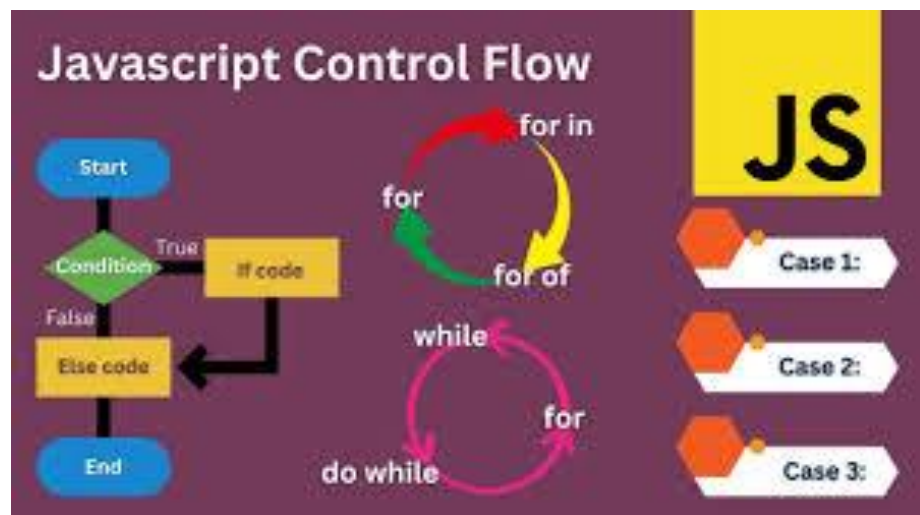 Javascript Control Flow
JS
Start
Condition
True
If code
False
Else code
End
for in
for
for of
while
for
do while
Case 1:
Case 2:
Case 3: